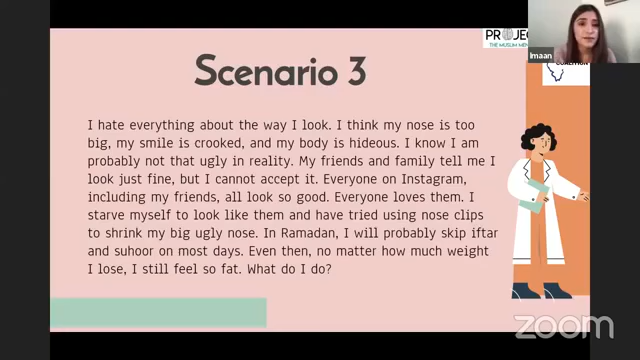 PROJEC
THE MUSLIM MEN
Imaan
COALITION
Scenario 3
I hate everything about the way I look. I think my nose is too
big, my smile is crooked, and my body is hideous. I know I am
probably not that ugly in reality. My friends and family tell me I
look just fine, but I cannot accept it. Everyone on Instagram,
including my friends, all look so good. Everyone loves them. I
starve myself to look like them and have tried using nose clips
to shrink my big ugly nose. In Ramadan, I will probably skip iftar
and suhoor on most days. Even then, no matter how much weight
I lose, I still feel so fat. What do I do?
zoom